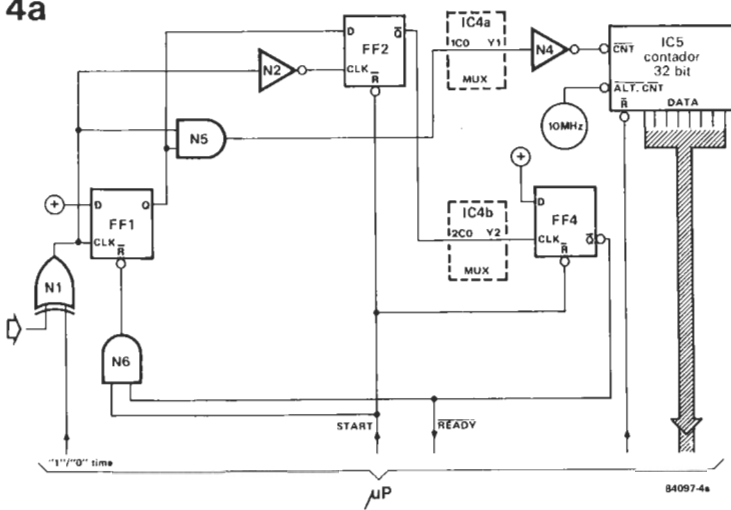 4a
D
Q̅
FF2
CLK
R̅
N2
IC4a
1C0 Y1
MUX
N4
CNT
IC5
contador
32 bit
ALT. CNT
R̅
DATA
10MHz
N5
+
D
Q
FF1
CLK
R̅
N1
+
IC4b
2C0 Y2
MUX
D
FF4
CLK
Q̅
R̅
N6
START
READY
"1"/"0" time
µP
84097-4a